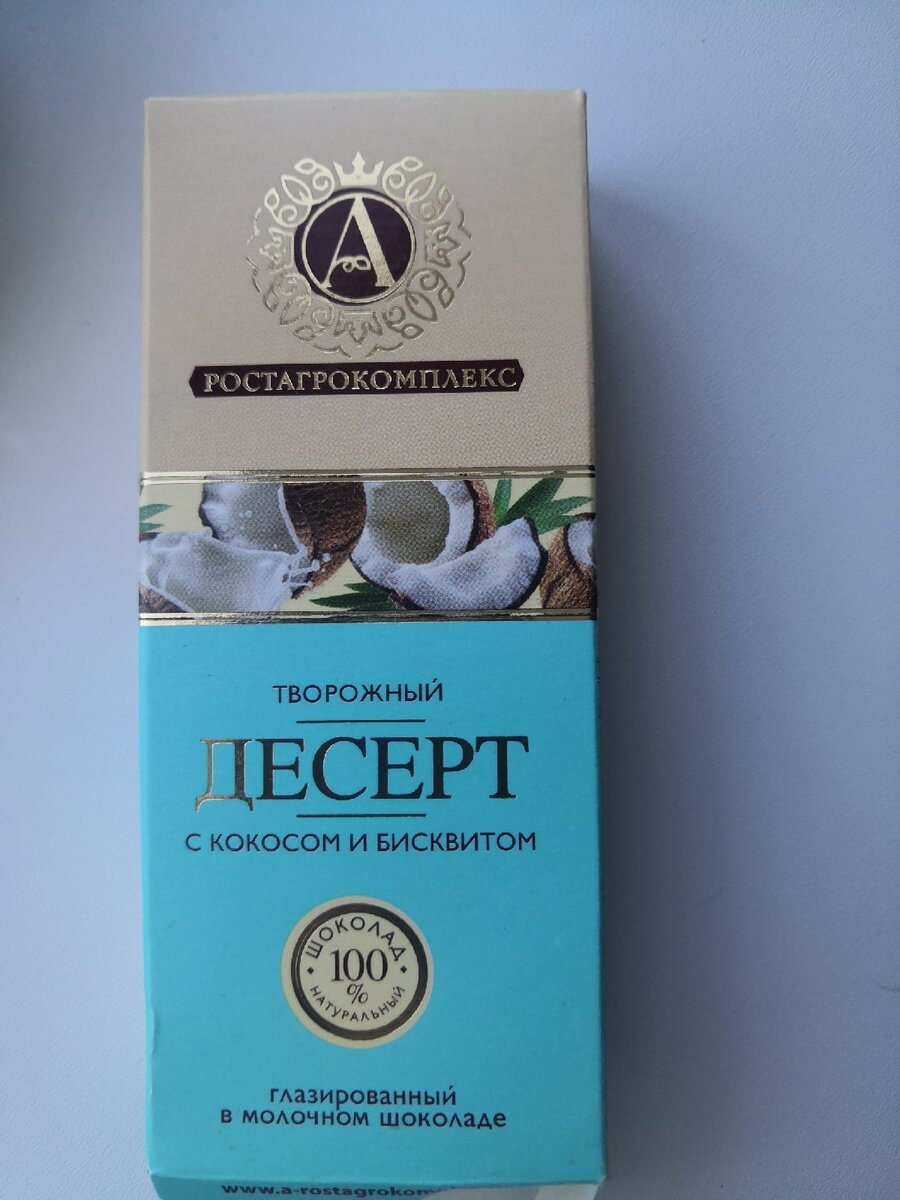 А
РОСТАГРОКОМПЛЕКС
ТВОРОЖНЫЙ
ДЕСЕРТ
С КОКОСОМ И БИСКВИТОМ
ШОКОЛАД
100
%
НАТУРАЛЬНЫЙ
глазированный
в молочном шоколаде